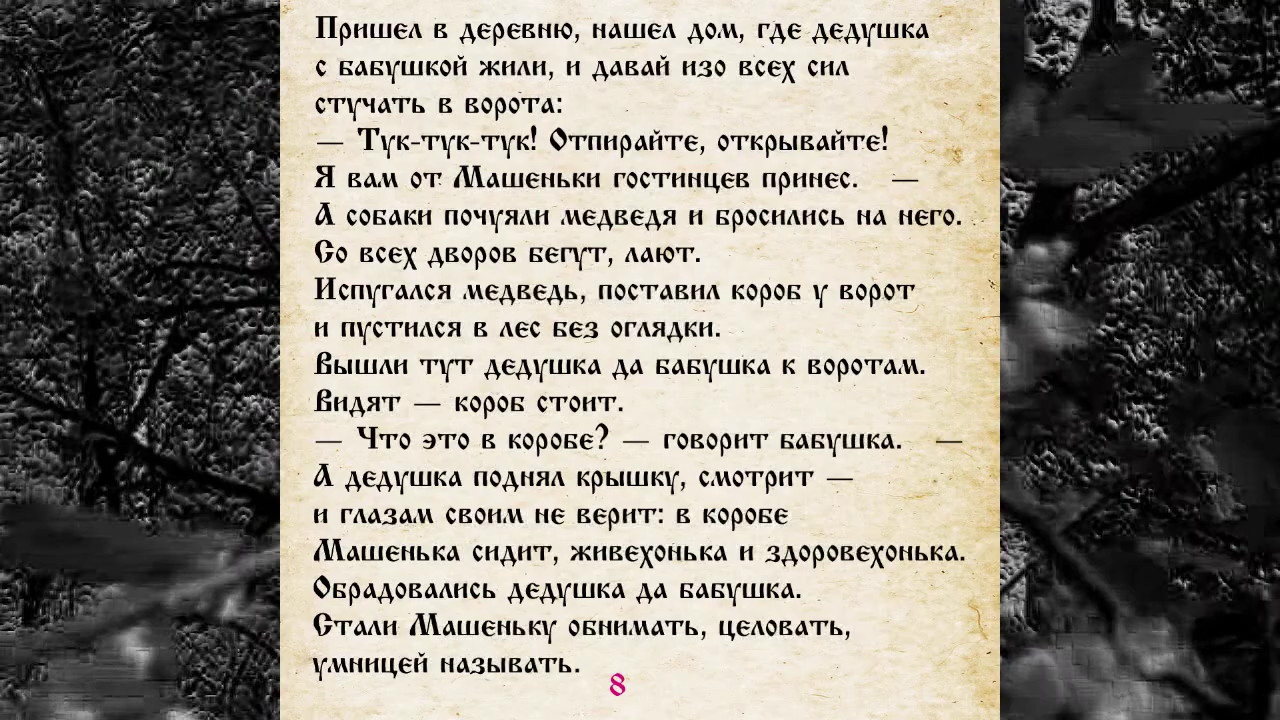 Пришел в деревню, нашел дом, где дедушка
с бабушкой жили, и давай изо всех сил
стучать в ворота:
— Тук-тук-тук! Отпирайте, открывайте!
Я вам от Машеньки гостинцев принес. —
А собаки почуяли медведя и бросились на него.
Со всех дворов бегут, лают.
Испугался медведь, поставил короб у ворот
и пустился в лес без оглядки.
Вышли тут дедушка да бабушка к воротам.
Видят — короб стоит.
— Что это в коробе? — говорит бабушка. —
А дедушка поднял крышку, смотрит —
и глазам своим не верит: в коробе
Машенька сидит, живехонька и здоровехонька.
Обрадовались дедушка да бабушка.
Стали Машеньку обнимать, целовать,
умницей называть.
8